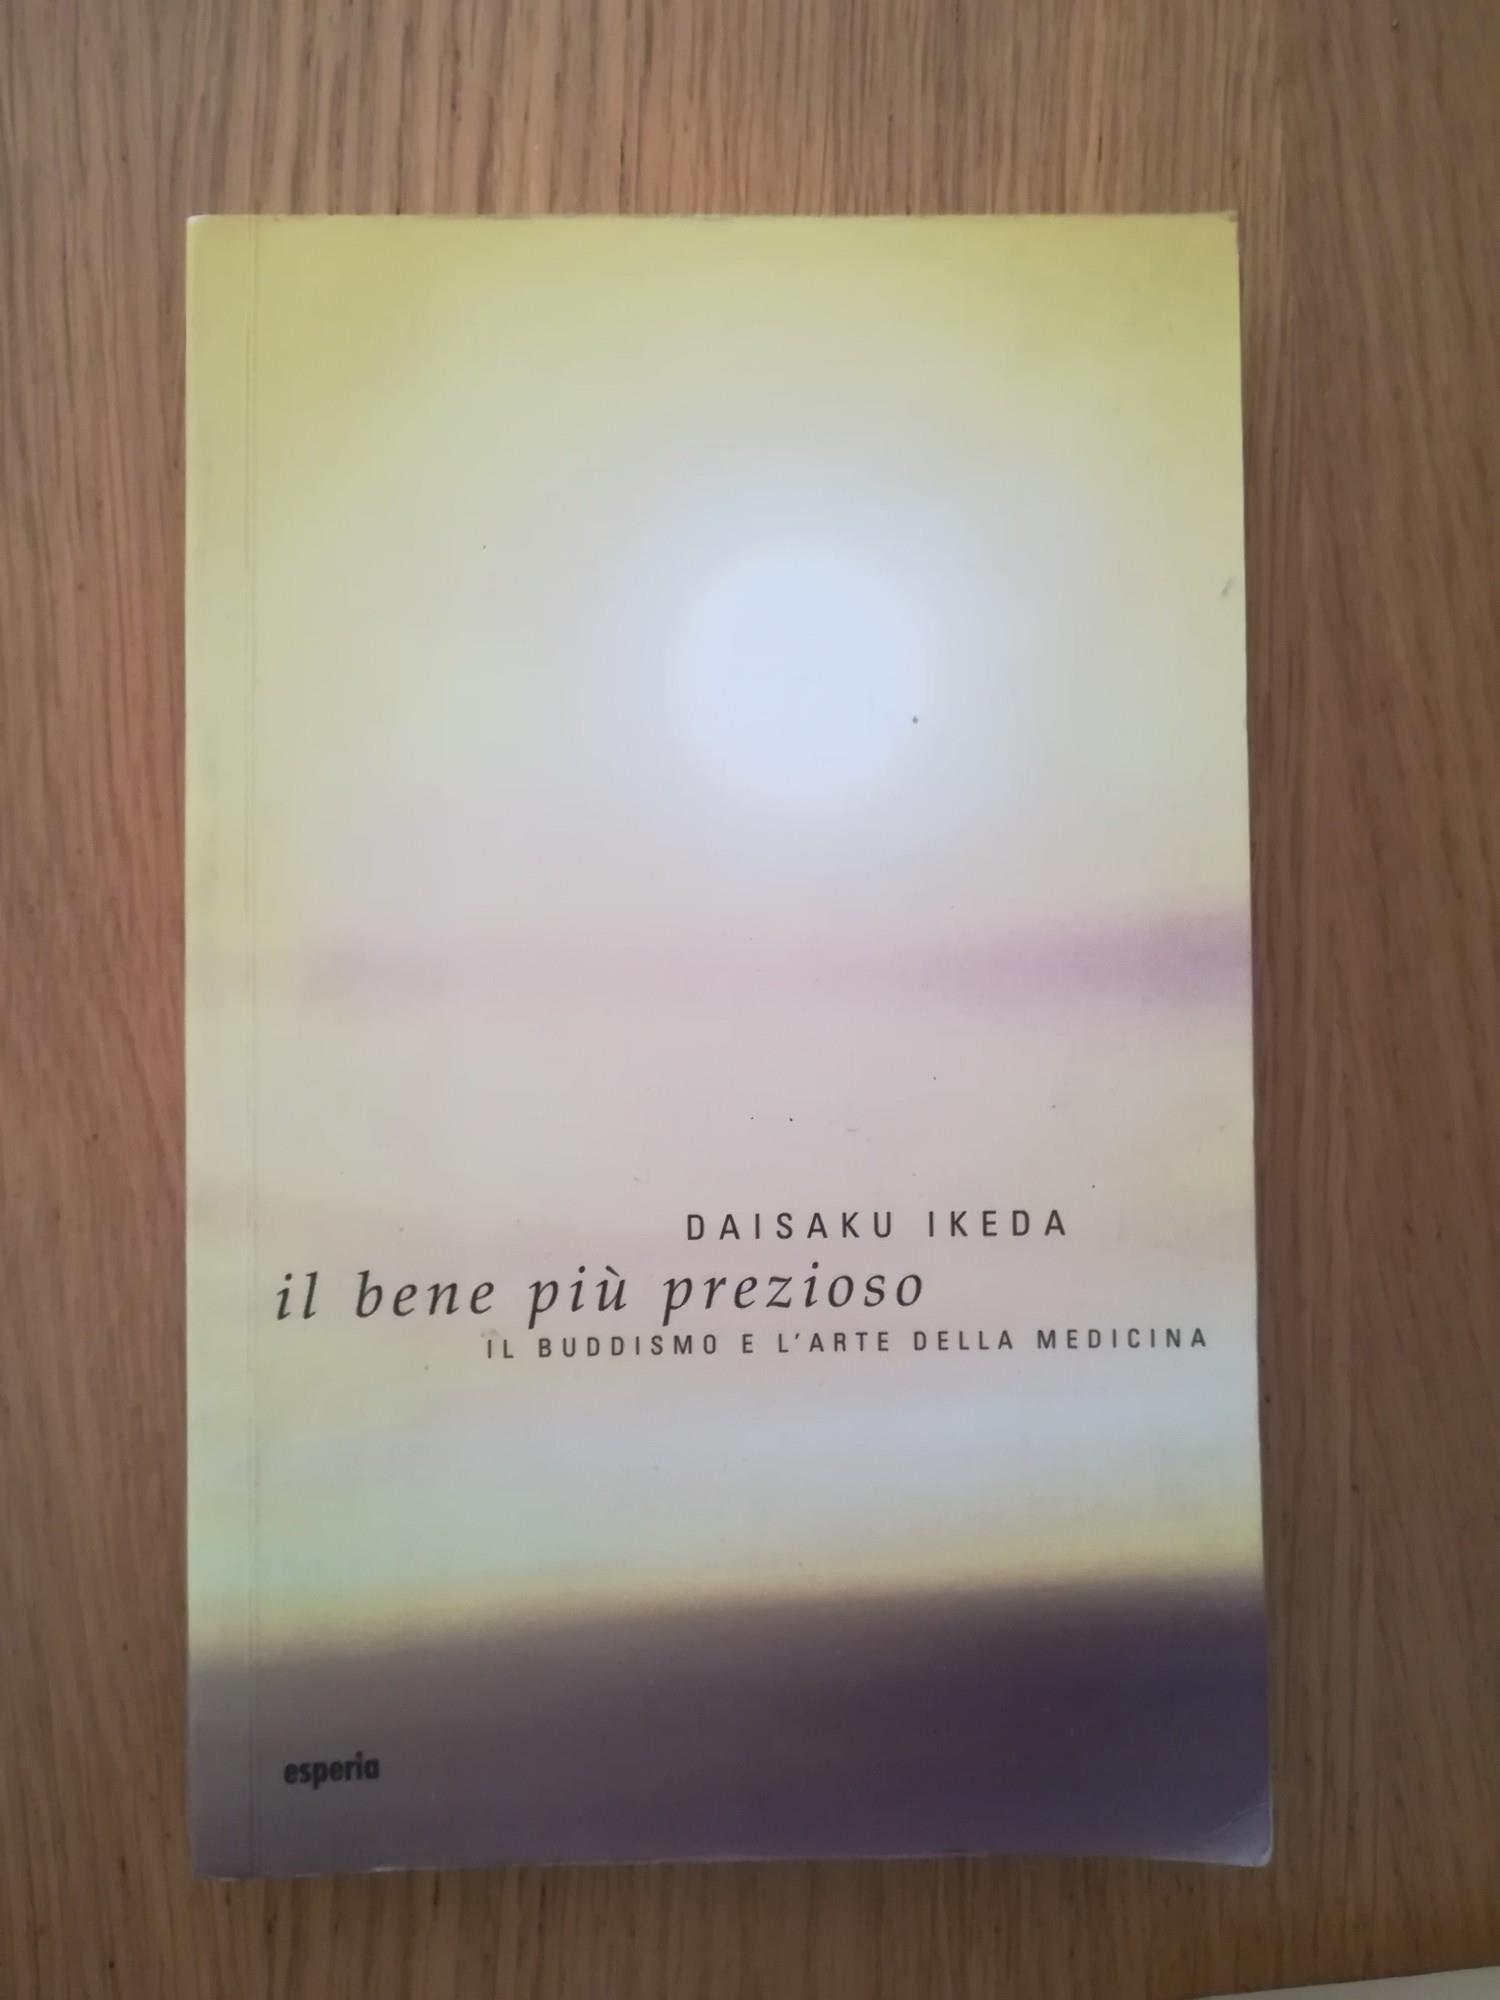 DAISAKU IKEDA
il bene più prezioso
IL BUDDISMO E L'ARTE DELLA MEDICINA
esperia